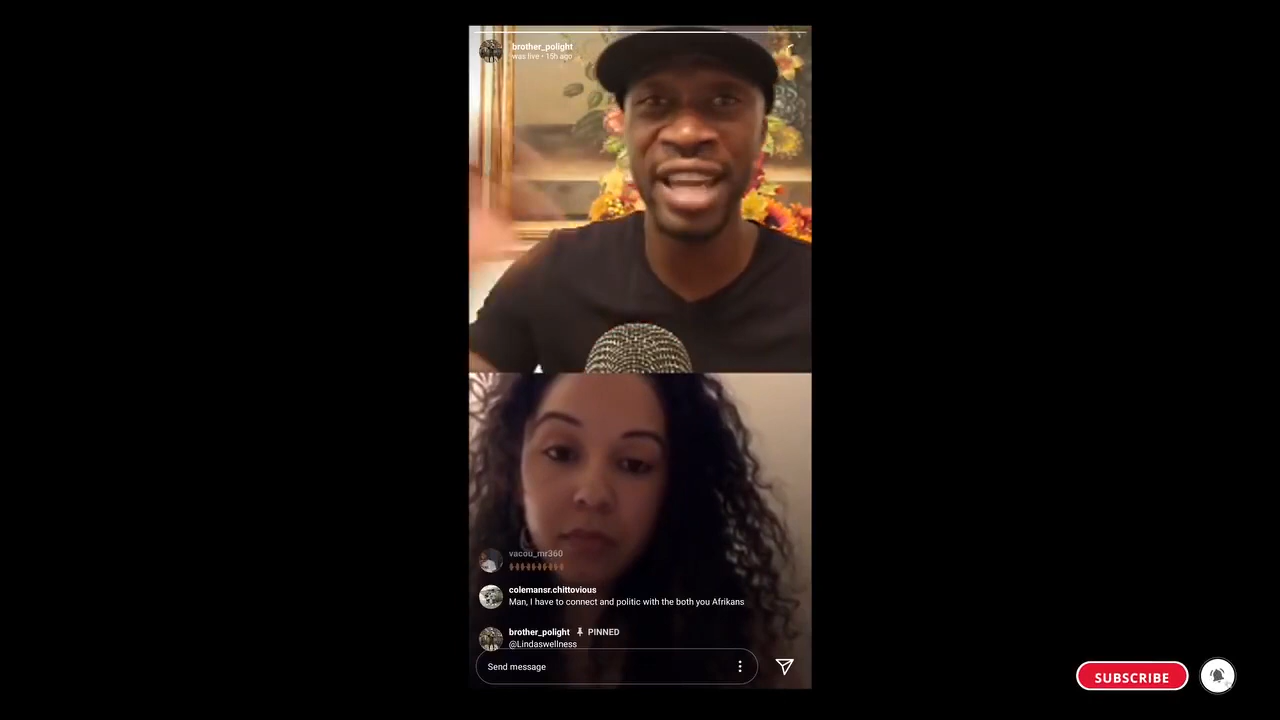 brother_polight
was live • 15h ago
vacou_mr360
colemansr.chittovious
Man, I have to connect and politic with the both you Afrikans
brother_polight PINNED
@Lindaswellness
Send message
SUBSCRIBE